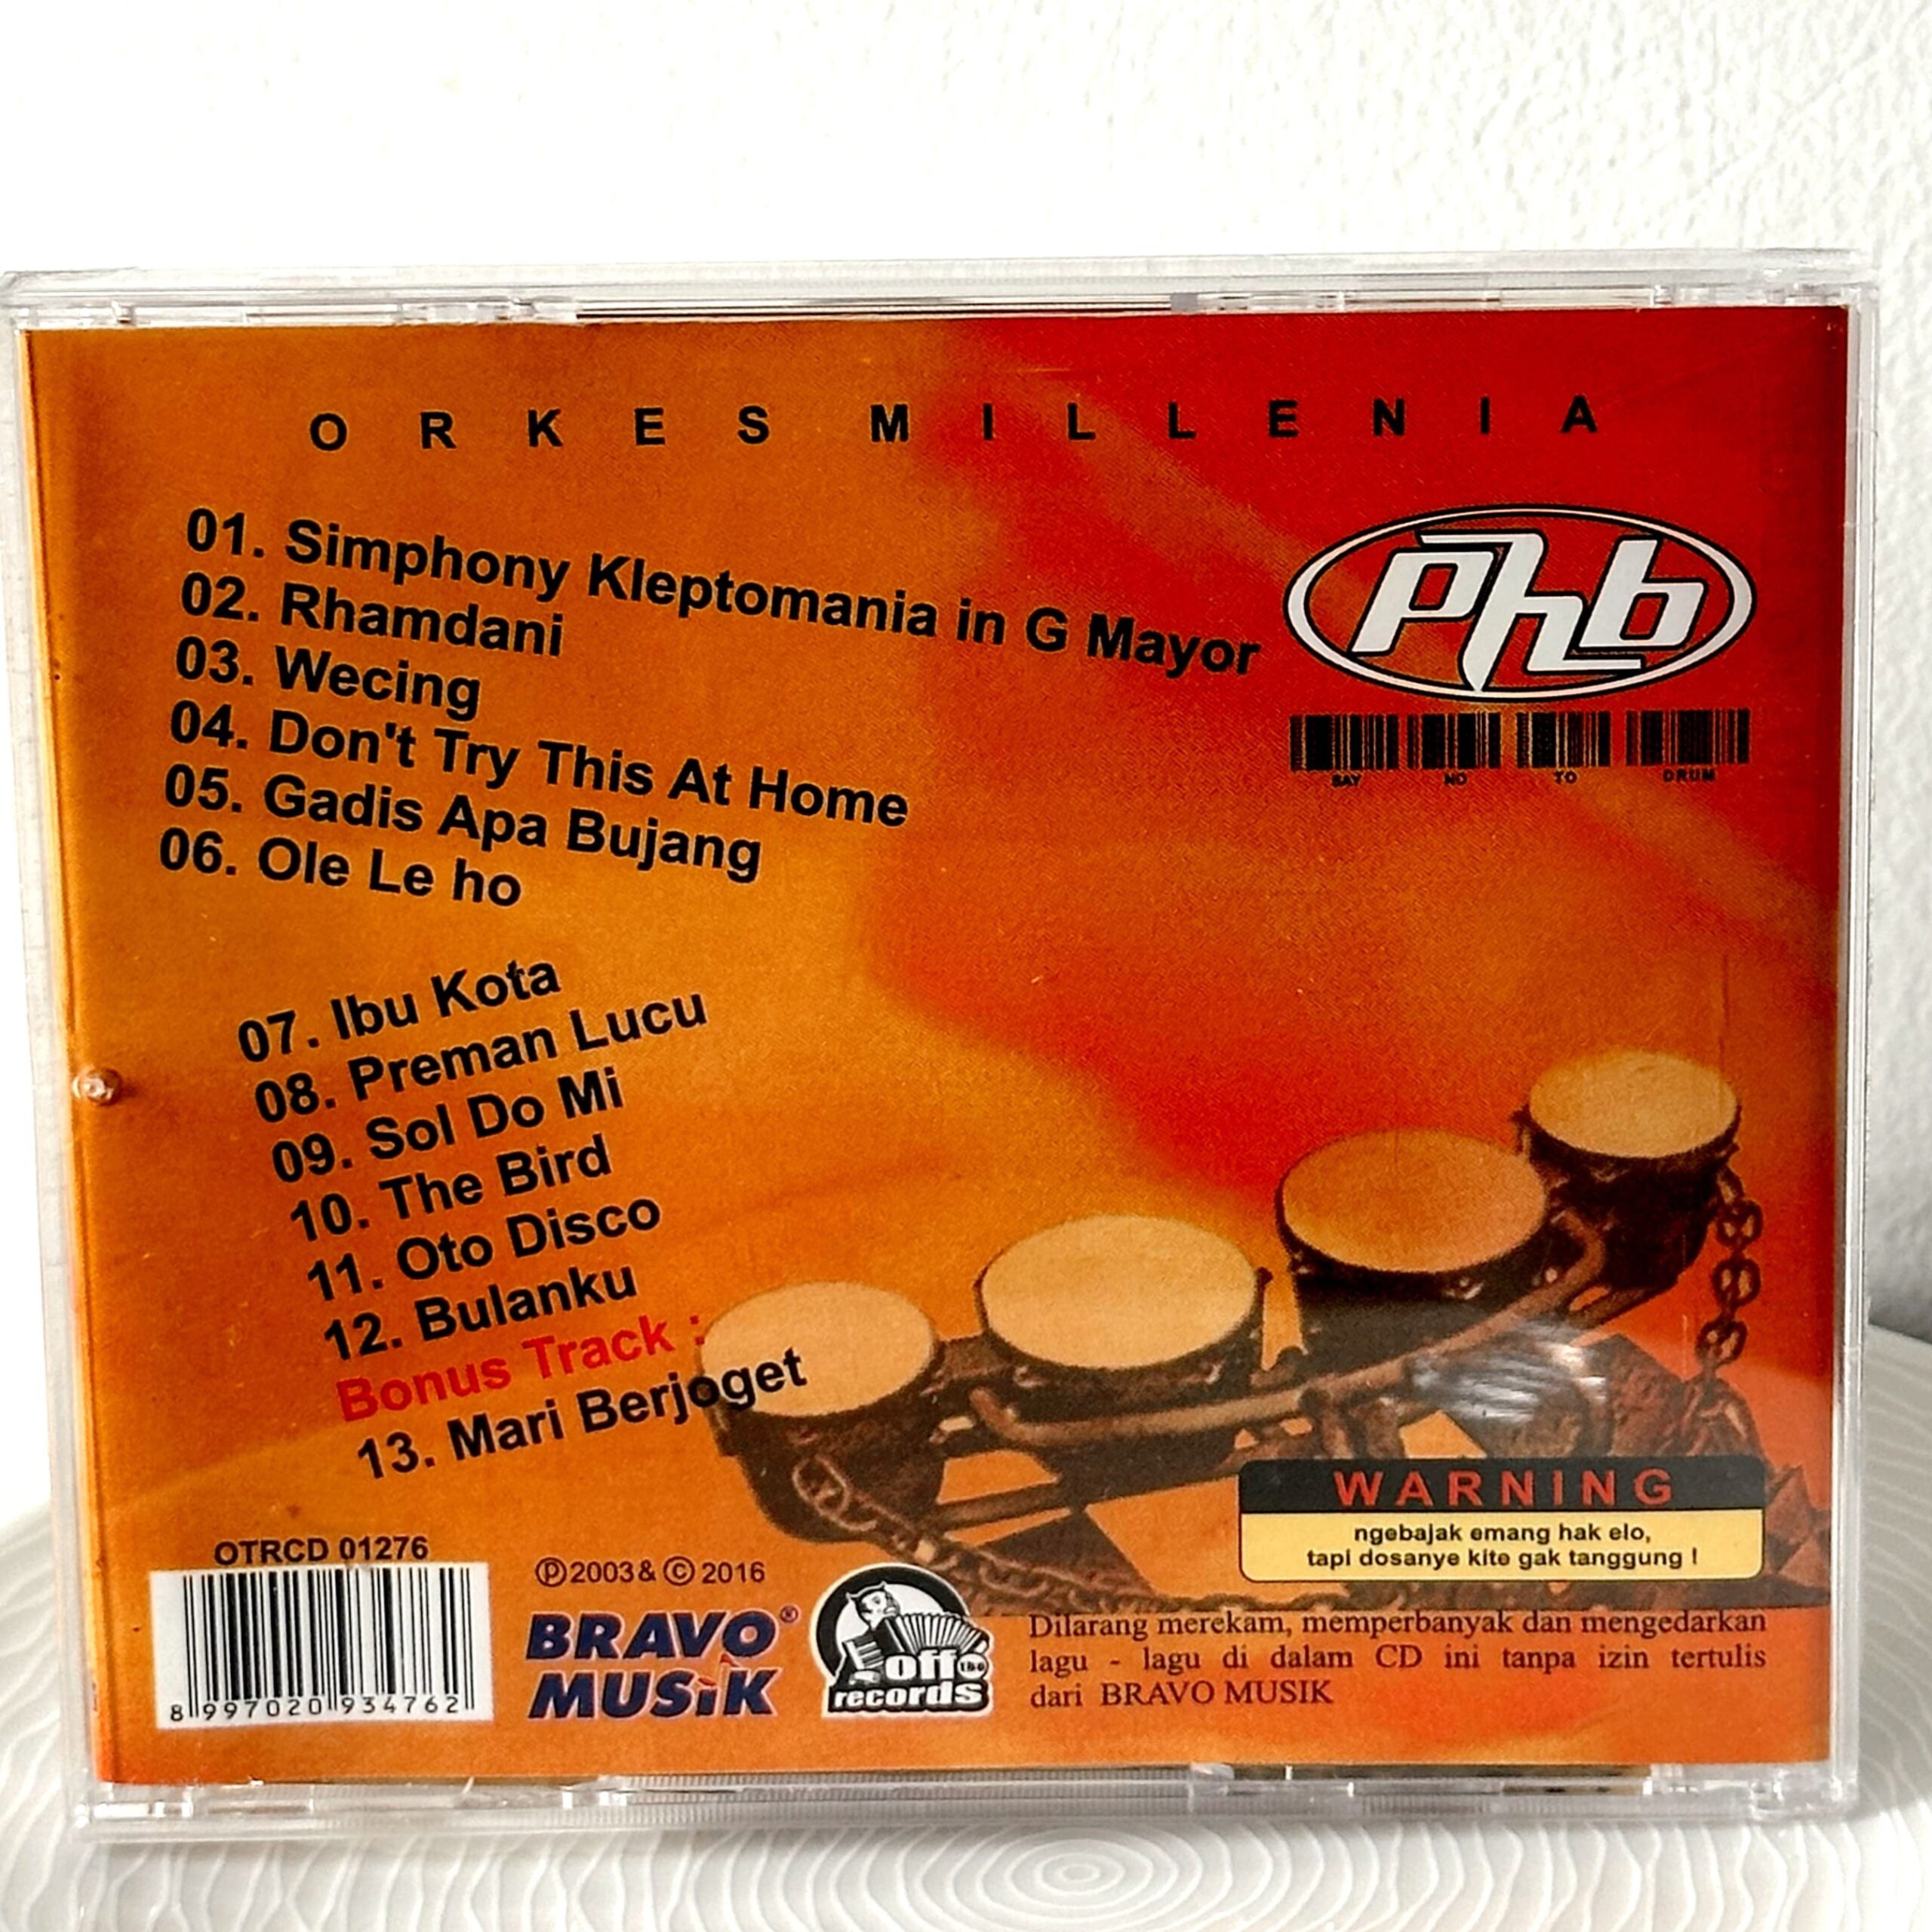 ORKES MILLENIA
01. Simphony Kleptomania in G Mayor
02. Rhamdani
03. Wecing
04. Don't Try This At Home
05. Gadis Apa Bujang
06. Ole Le ho
phb
SAY NO TO DRUM
07. Ibu Kota
08. Preman Lucu
09. Sol Do Mi
10. The Bird
11. Oto Disco
12. Bulanku
Bonus Track :
13. Mari Berjoget
WARNING
ngebajak emang hak elo,
tapi dosanye kite gak tanggung !
OTRCD 01276
8 997020 934762
℗2003 & ©2016
BRAVO®
MUSiK
off the
records
Dilarang merekam, memperbanyak dan mengedarkan
lagu - lagu di dalam CD ini tanpa izin tertulis
dari BRAVO MUSIK